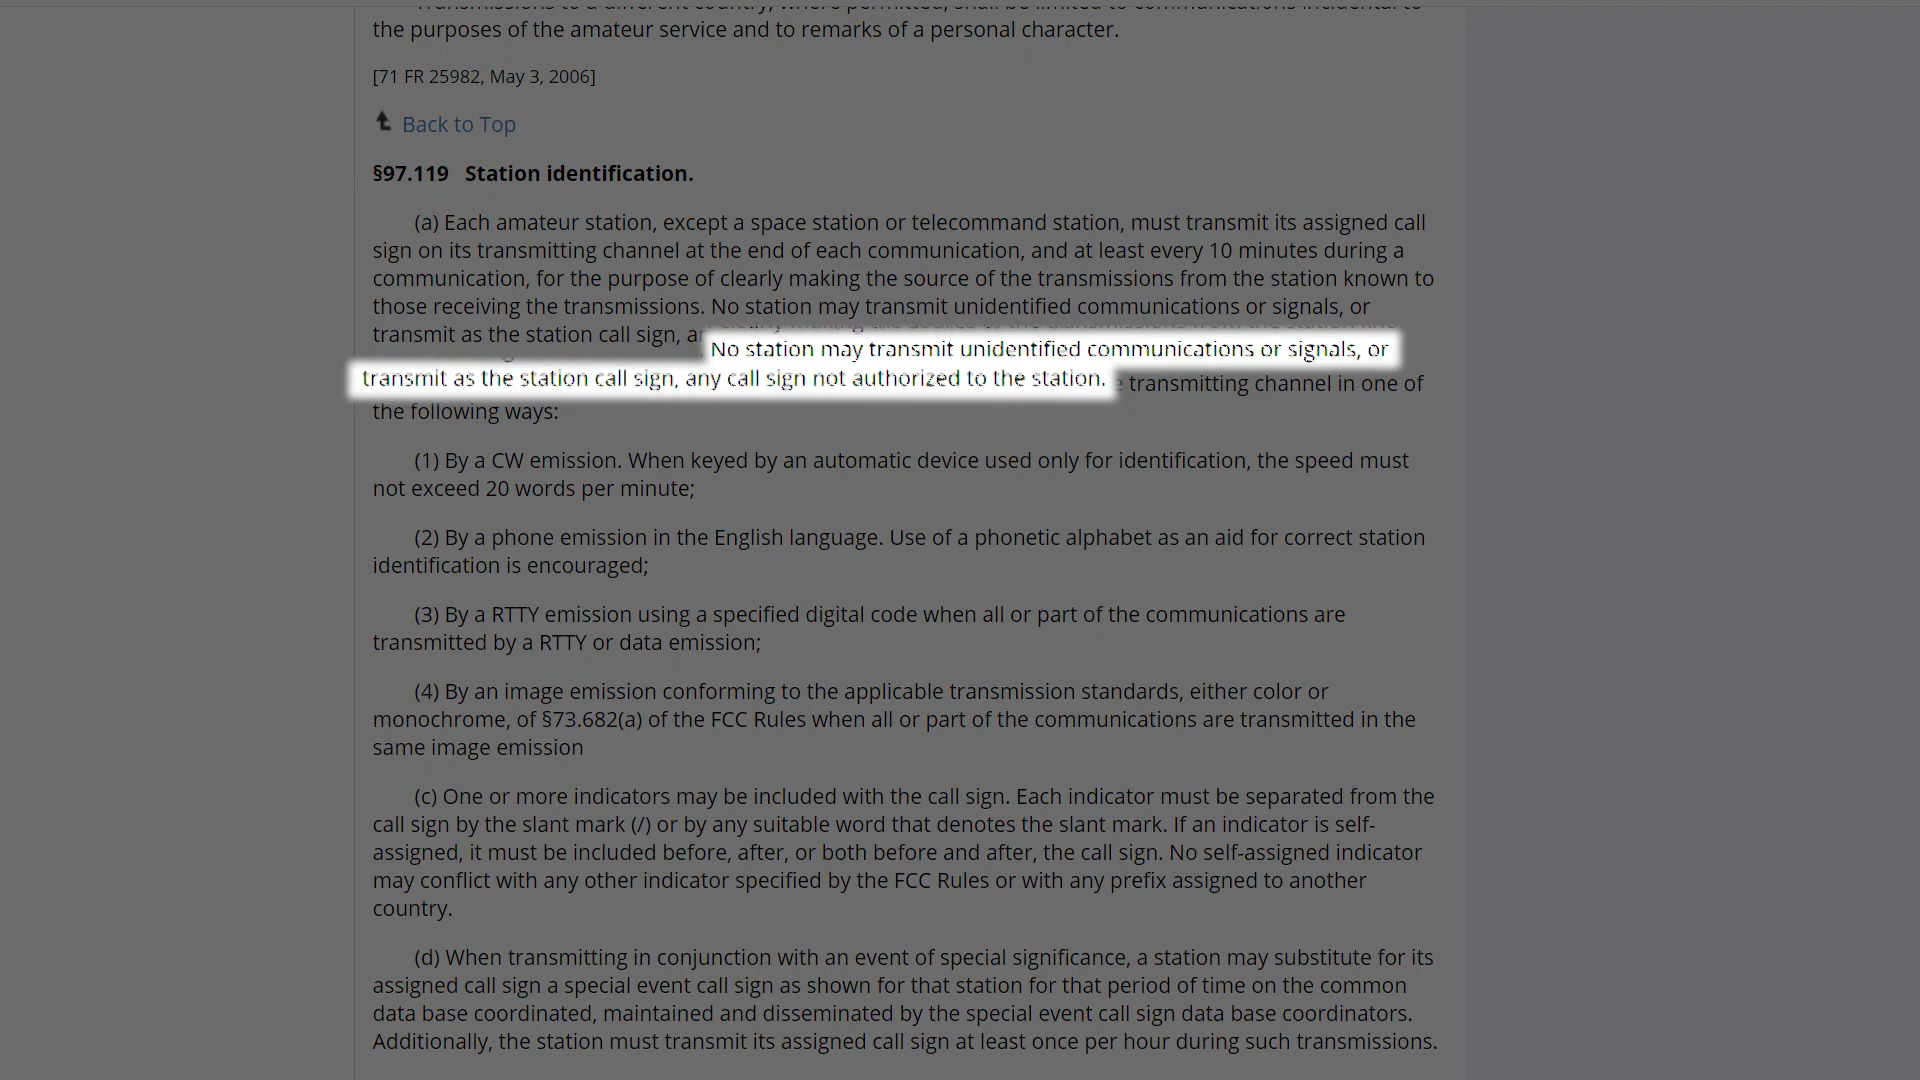 the purposes of the amateur service and to remarks of a personal character.
[71 FR 25982, May 3, 2006]
Back to Top
§97.119 Station identification.
(a) Each amateur station, except a space station or telecommand station, must transmit its assigned call
sign on its transmitting channel at the end of each communication, and at least every 10 minutes during a
communication, for the purpose of clearly making the source of the transmissions from the station known to
those receiving the transmissions. No station may transmit unidentified communications or signals, or
transmit as the station call sign,
No station may transmit unidentified communications or signals, or
transmit as the station call sign, any call sign not authorized to the station.
transmitting channel in one of
the following ways:
(1) By a CW emission. When keyed by an automatic device used only for identification, the speed must
not exceed 20 words per minute;
(2) By a phone emission in the English language. Use of a phonetic alphabet as an aid for correct station
identification is encouraged;
(3) By a RTTY emission using a specified digital code when all or part of the communications are
transmitted by a RTTY or data emission;
(4) By an image emission conforming to the applicable transmission standards, either color or
monochrome, of §73.682(a) of the FCC Rules when all or part of the communications are transmitted in the
same image emission
(c) One or more indicators may be included with the call sign. Each indicator must be separated from the
call sign by the slant mark (/) or by any suitable word that denotes the slant mark. If an indicator is self-
assigned, it must be included before, after, or both before and after, the call sign. No self-assigned indicator
may conflict with any other indicator specified by the FCC Rules or with any prefix assigned to another
country.
(d) When transmitting in conjunction with an event of special significance, a station may substitute for its
assigned call sign a special event call sign as shown for that station for that period of time on the common
data base coordinated, maintained and disseminated by the special event call sign data base coordinators.
Additionally, the station must transmit its assigned call sign at least once per hour during such transmissions.